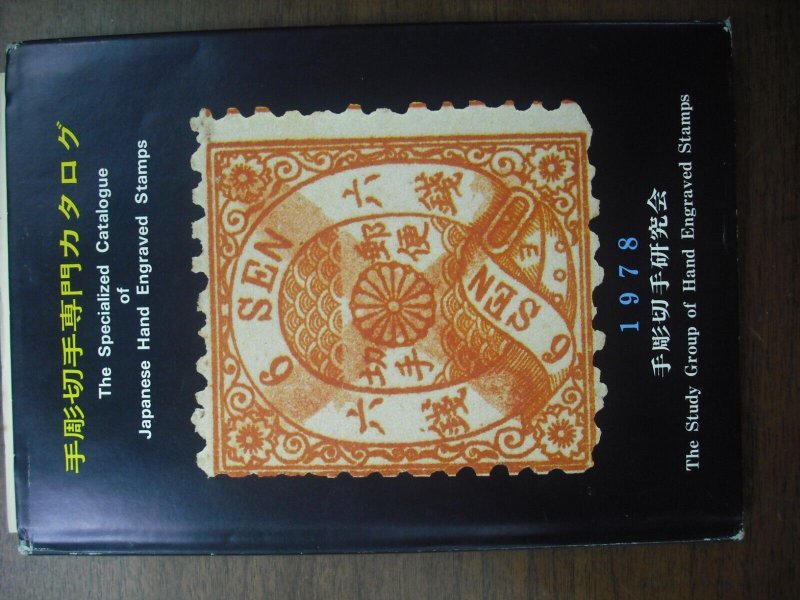 手彫切手専門カタログ
The Specialized Catalogue
of
Japanese Hand Engraved Stamps
6 SEN
六
錢
郵便
切手
六
錢
SEN 6
1978
手彫切手研究会
The Study Group of Hand Engraved Stamps